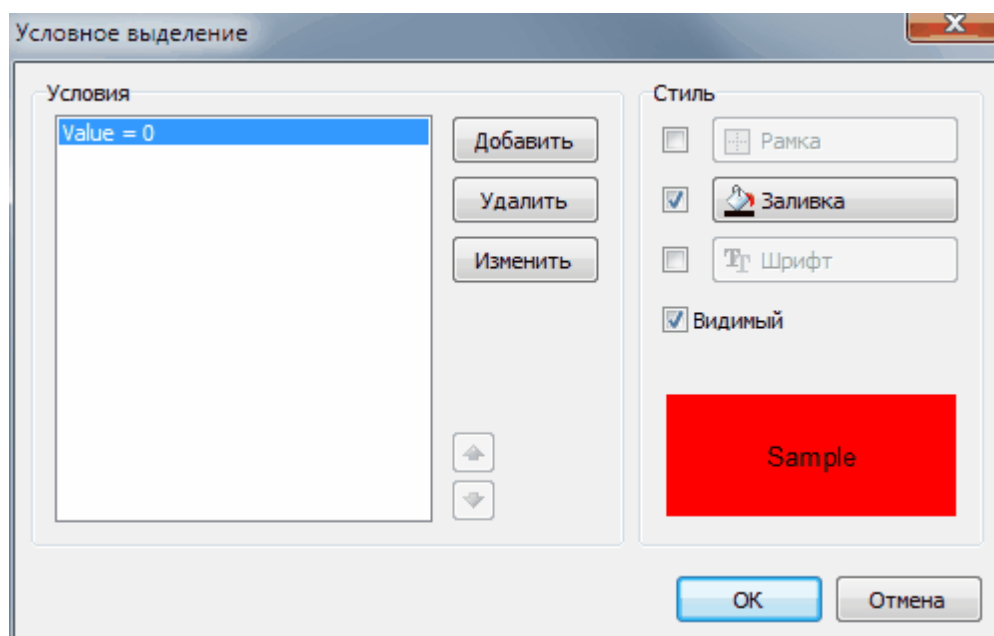 Условное выделение
Условия
Value = 0
Добавить
Удалить
Изменить
Стиль
Рамка
Заливка
Шрифт
Видимый
Sample
OK
Отмена